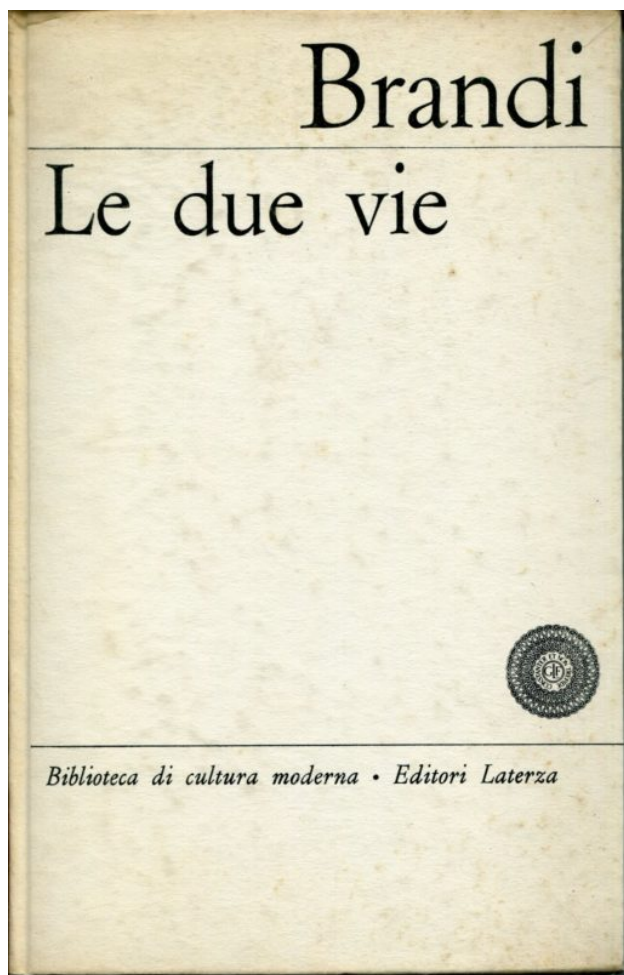 Brandi
Le due vie
Biblioteca di cultura moderna • Editori Laterza